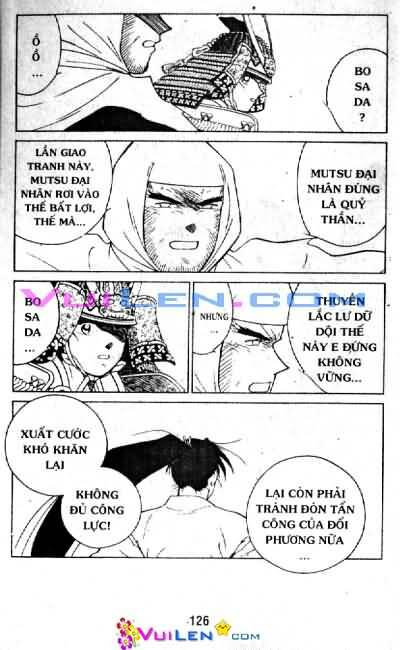 BO
SA
DA
?
Ồ
Ồ
...
MUTSU ĐẠI
NHÂN ĐÚNG
LÀ QUỶ
THẦN...
LẦN GIAO
TRANH NÀY,
MUTSU ĐẠI
NHÂN RƠI VÀO
THẾ BẤT LỢI,
THẾ MÀ...
THUYỀN
LẮC LƯ DỮ
DỘI THẾ
NÀY E ĐỨNG
KHÔNG
VỮNG...
NHƯNG
...
BO
SA
DA
...
VUILEN.COM
LẠI CÒN PHẢI
TRÁNH ĐÒN TẤN
CÔNG CỦA ĐỐI
PHƯƠNG NỮA
...
XUẤT CƯỚC
KHÓ KHĂN
LẠI
KHÔNG
ĐỦ CÔNG
LỰC!
126
VUILEN.COM